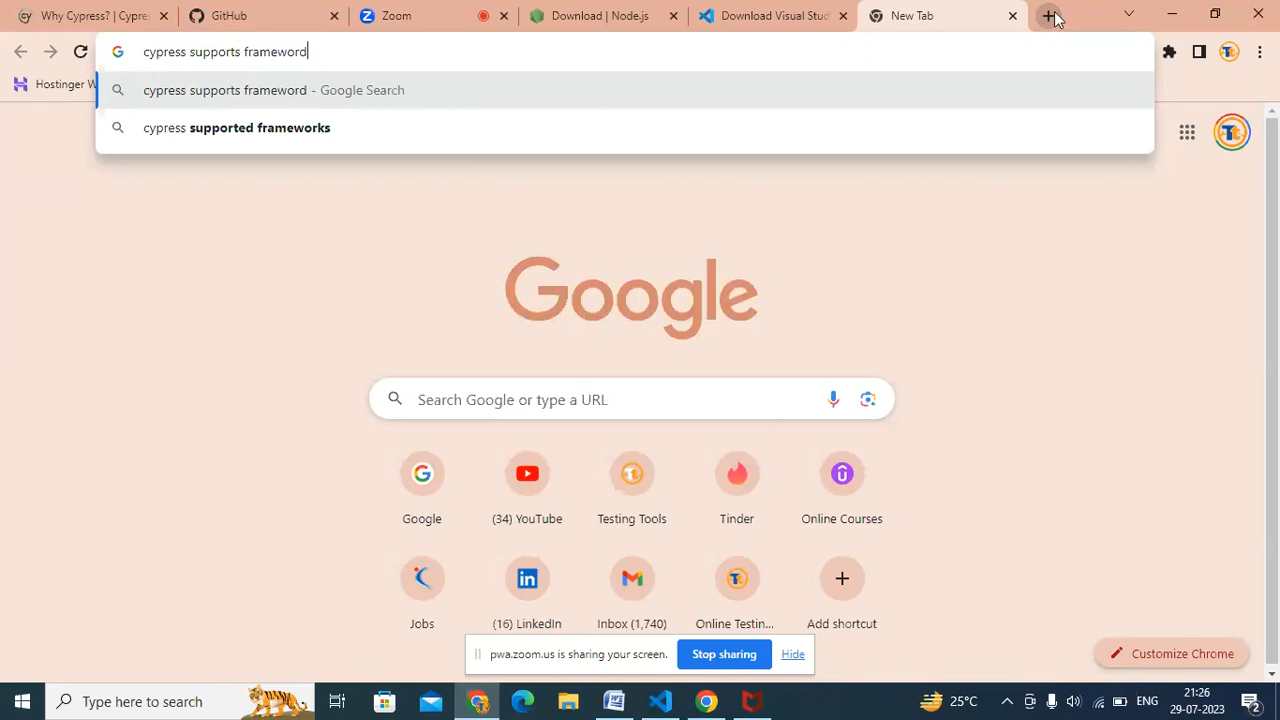 Why Cypress? | Cypres
GitHub
Zoom
Download | Node.js
Download Visual Stud
New Tab
cypress supports frameword
Hostinger W
cypress supports frameword - Google Search
cypress supported frameworks
Google
Search Google or type a URL
Google
(34) YouTube
Testing Tools
Tinder
Online Courses
Jobs
(16) LinkedIn
Inbox (1,740)
Online Testin...
Add shortcut
pwa.zoom.us is sharing your screen.
Stop sharing
Hide
Customize Chrome
Type here to search
25°C
ENG
21:26
29-07-2023
2